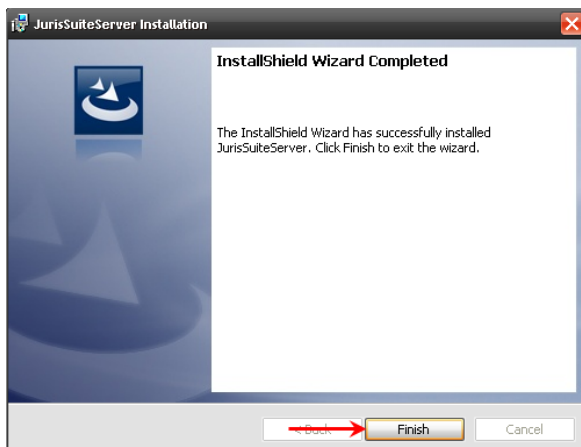 JurisSuiteServer Installation
InstallShield Wizard Completed
The InstallShield Wizard has successfully installed
JurisSuiteServer. Click Finish to exit the wizard.
< Back
Finish
Cancel